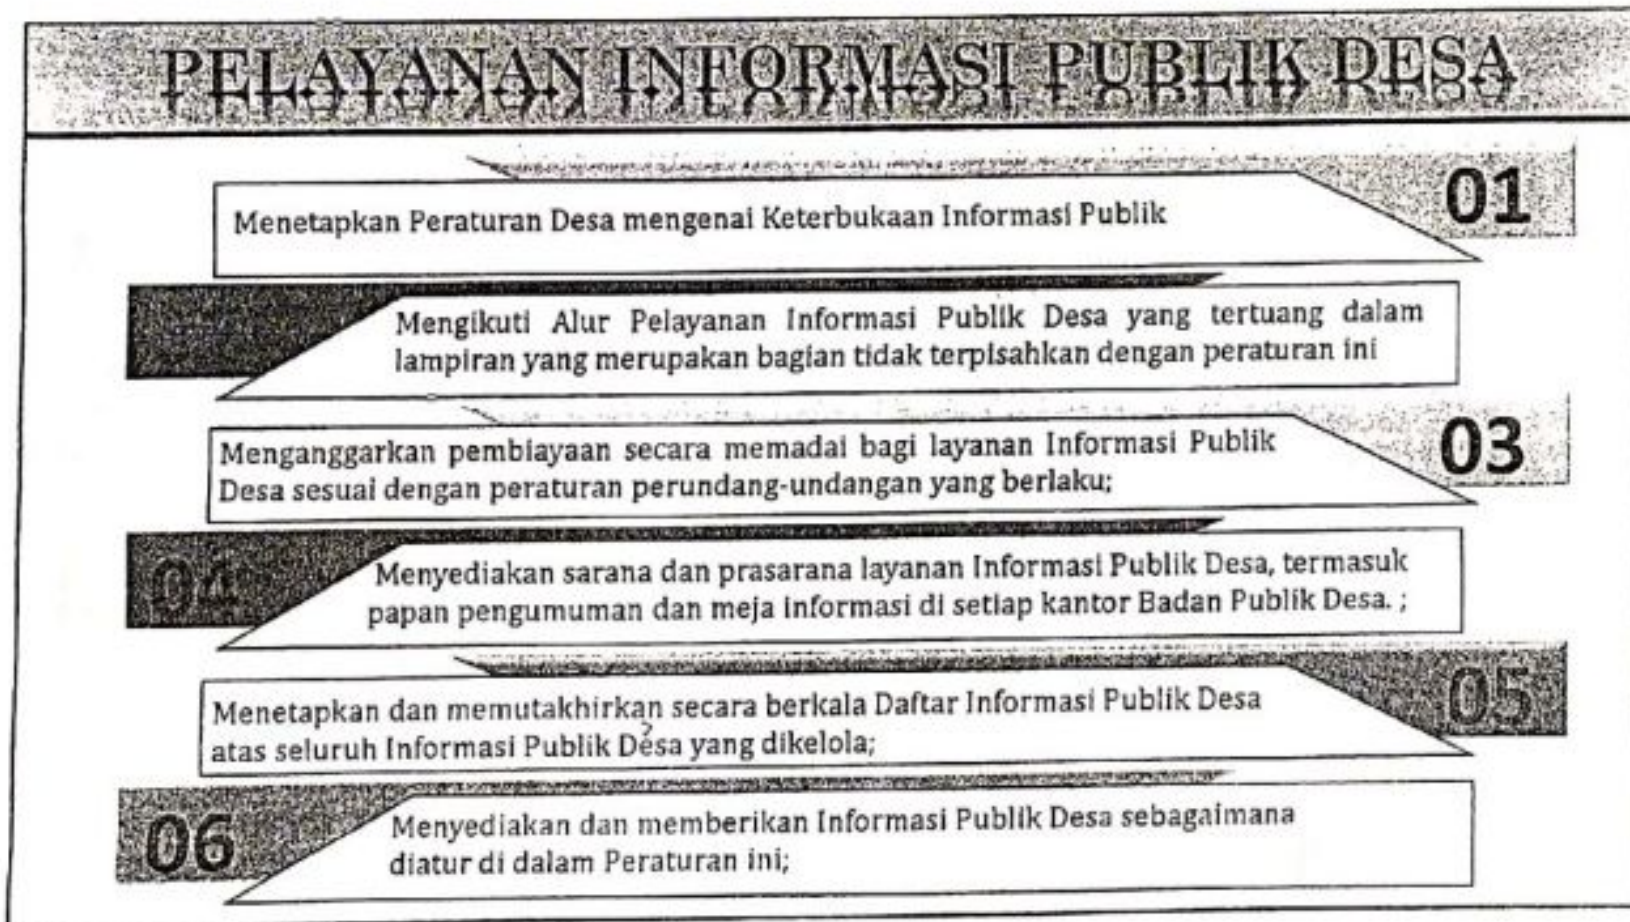 PELAYANAN INFORMASI PUBLIK DESA
01
Menetapkan Peraturan Desa mengenai Keterbukaan Informasi Publik
Mengikuti Alur Pelayanan Informasi Publik Desa yang tertuang dalam
lampiran yang merupakan bagian tidak terpisahkan dengan peraturan ini
03
Menganggarkan pembiayaan secara memadai bagi layanan Informasi Publik
Desa sesuai dengan peraturan perundang-undangan yang berlaku;
04
Menyediakan sarana dan prasarana layanan Informasi Publik Desa, termasuk
papan pengumuman dan meja informasi di setiap kantor Badan Publik Desa. ;
05
Menetapkan dan memutakhirkan secara berkala Daftar Informasi Publik Desa
atas seluruh Informasi Publik Desa yang dikelola;
06
Menyediakan dan memberikan Informasi Publik Desa sebagaimana
diatur di dalam Peraturan ini;